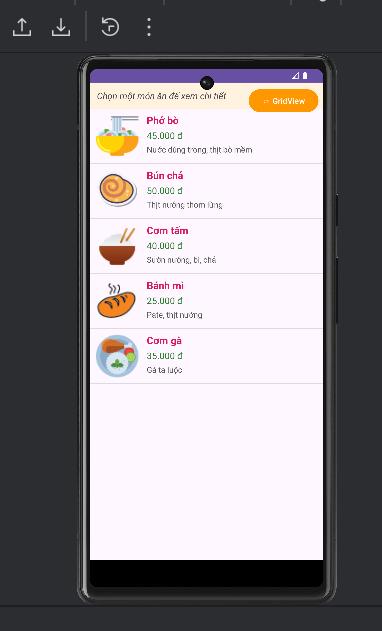 Chọn một món ăn để xem chi tiết
GridView
Phở bò
45.000 đ
Nước dùng trong, thịt bò mềm
Bún chả
50.000 đ
Thịt nướng thơm lừng
Cơm tấm
40.000 đ
Sườn nướng, bì, chả
Bánh mì
25.000 đ
Pate, thịt nướng
Cơm gà
35.000 đ
Gà ta luộc